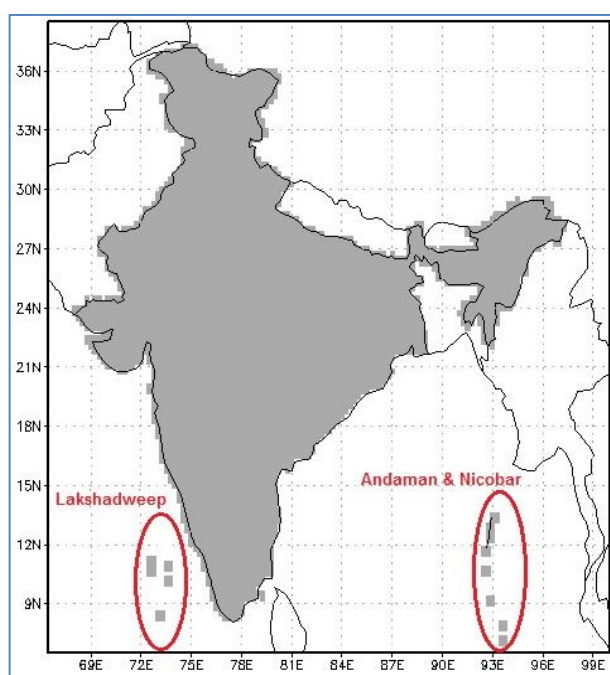 36N
33N
30N
27N
24N
21N
18N
15N
Andaman & Nicobar
Lakshadweep
12N
9N
69E 72E 75E 78E 81E 84E 87E 90E 93E 96E 99E